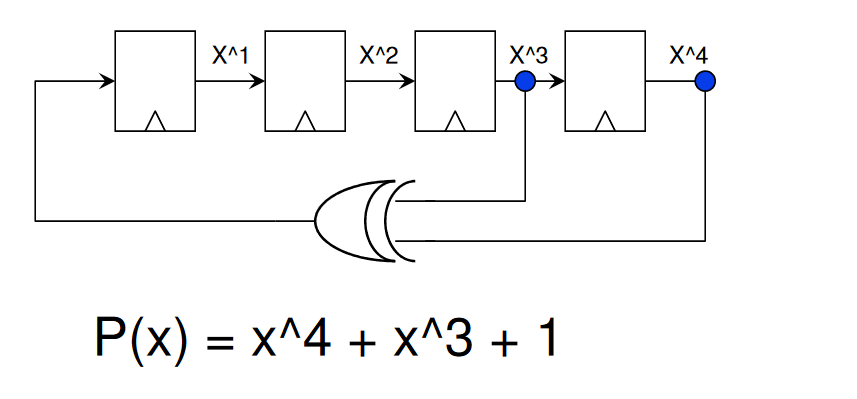 X^1 X^2 X^3 X^4
P(x) = x^4 + x^3 + 1